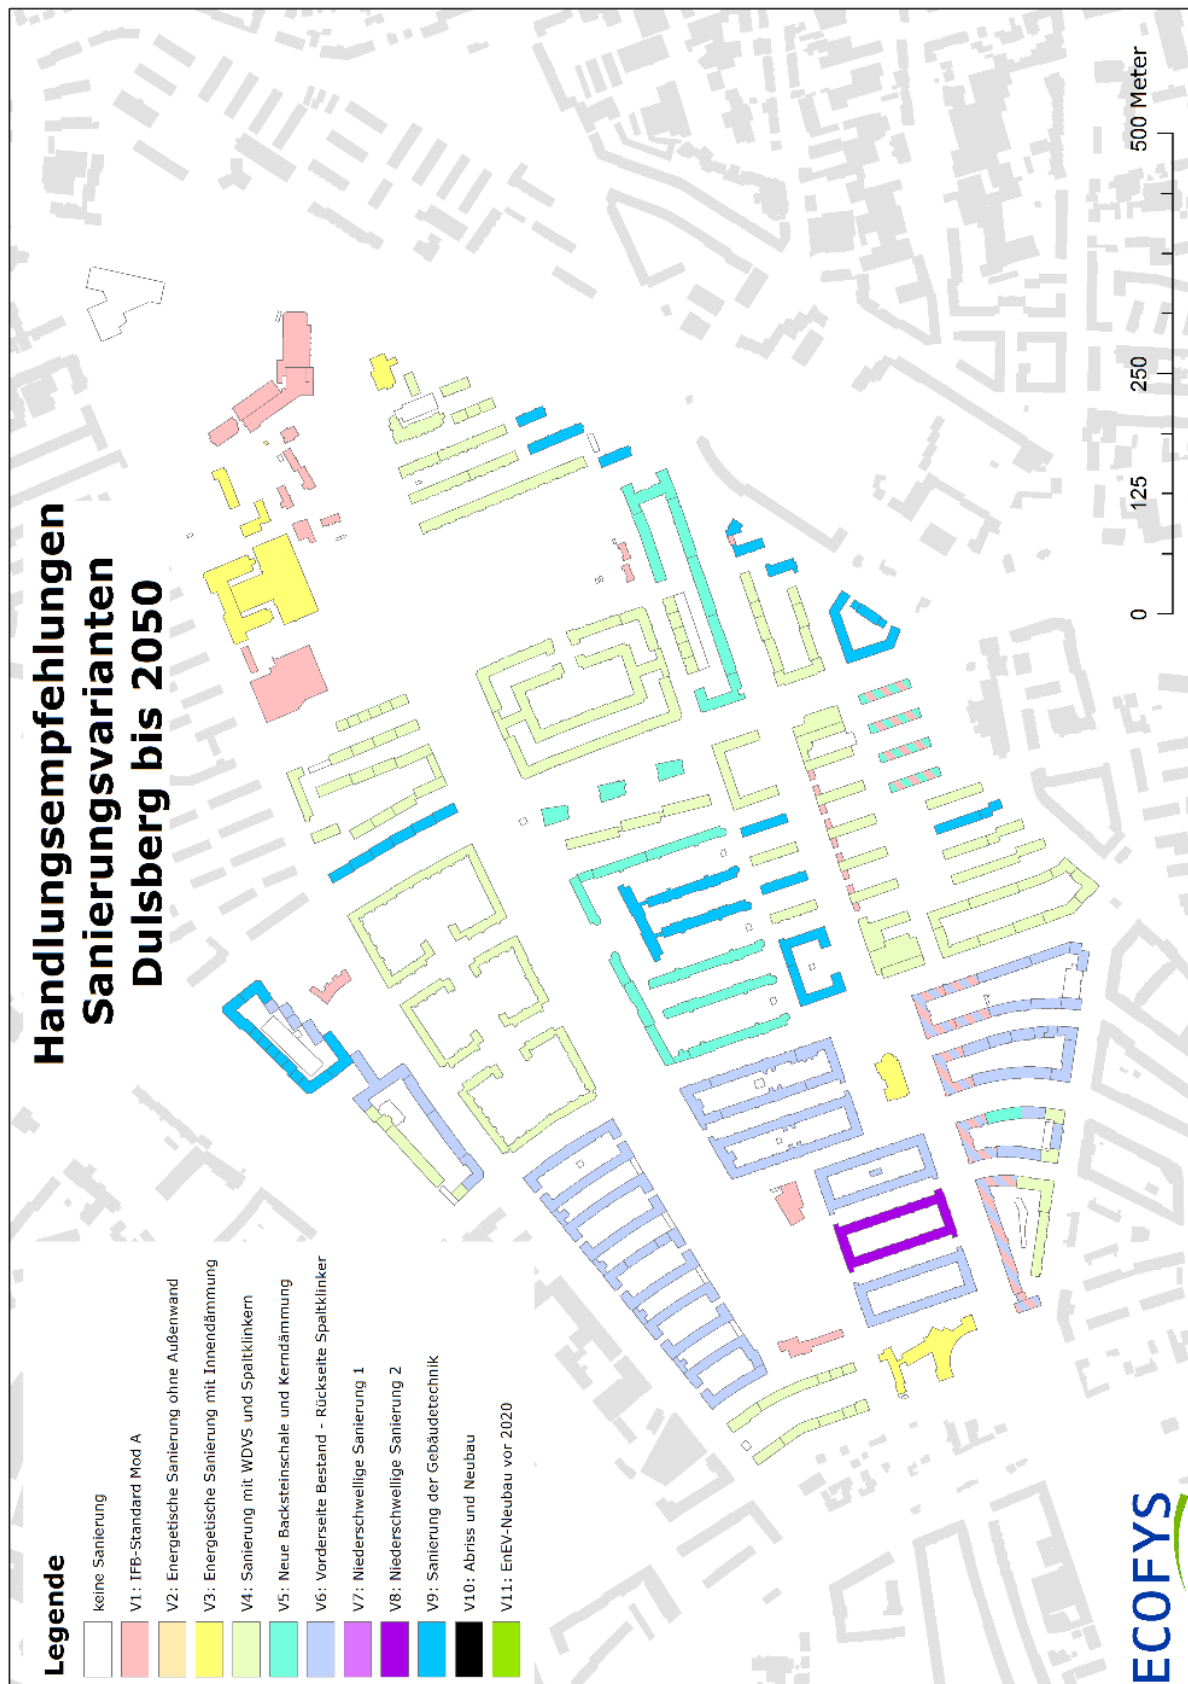 Handlungsempfehlungen
Sanierungsvarianten
Dulsberg bis 2050
Legende
keine Sanierung
V1: IFB-Standard Mod A
V2: Energetische Sanierung ohne Außenwand
V3: Energetische Sanierung mit Innendämmung
V4: Sanierung mit WDVS und Spaltklinkern
V5: Neue Backsteinschale und Kerndämmung
V6: Vorderseite Bestand - Rückseite Spaltklinker
V7: Niederschwellige Sanierung 1
V8: Niederschwellige Sanierung 2
V9: Sanierung der Gebäudetechnik
V10: Abriss und Neubau
V11: EnEV-Neubau vor 2020
ECOFYS
0 125 250 500 Meter